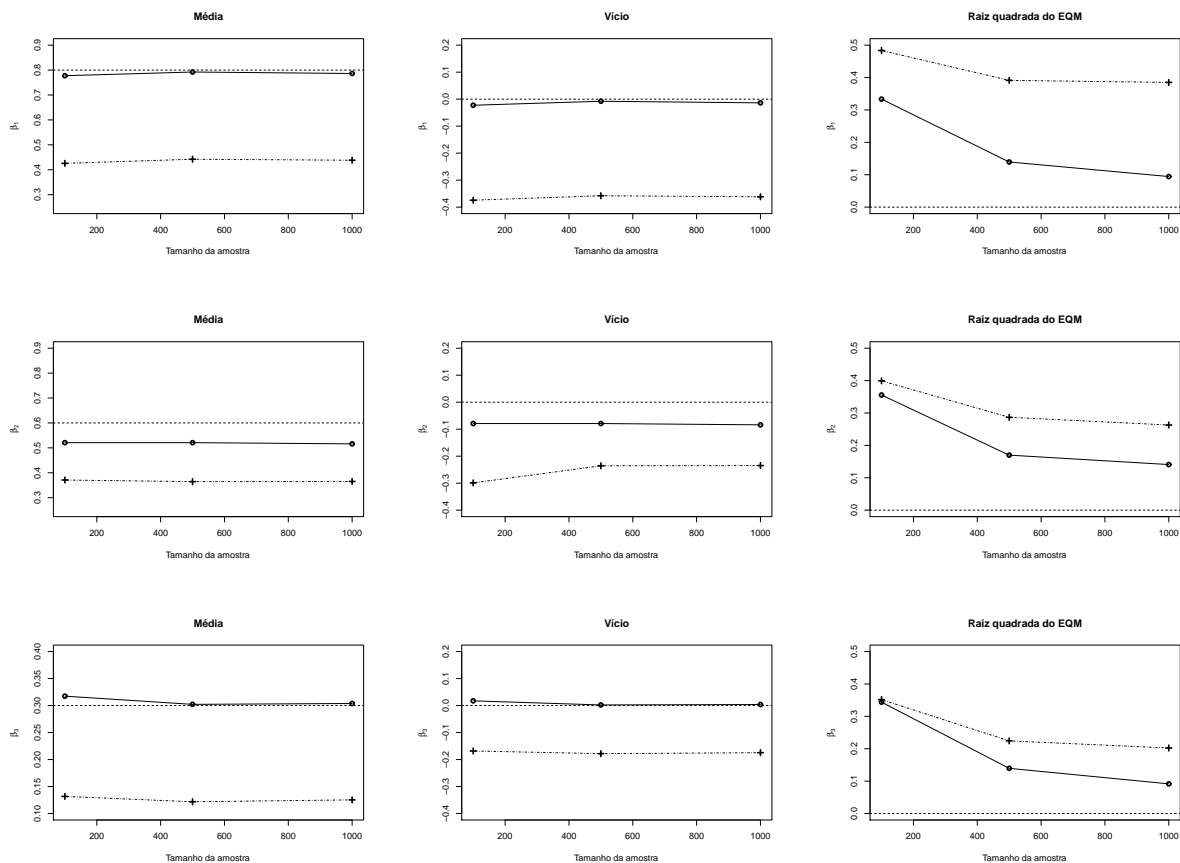 Média
Vício
Raiz quadrada do EQM
β1
0.3 0.4 0.5 0.6 0.7 0.8 0.9
200 400 600 800 1000
Tamanho da amostra
β1
−0.4 −0.3 −0.2 −0.1 0.0 0.1 0.2
200 400 600 800 1000
Tamanho da amostra
β1
0.0 0.1 0.2 0.3 0.4 0.5
200 400 600 800 1000
Tamanho da amostra
Média
Vício
Raiz quadrada do EQM
β2
0.3 0.4 0.5 0.6 0.7 0.8 0.9
200 400 600 800 1000
Tamanho da amostra
β2
−0.4 −0.3 −0.2 −0.1 0.0 0.1 0.2
200 400 600 800 1000
Tamanho da amostra
β2
0.0 0.1 0.2 0.3 0.4 0.5
200 400 600 800 1000
Tamanho da amostra
Média
Vício
Raiz quadrada do EQM
β3
0.10 0.15 0.20 0.25 0.30 0.35 0.40
200 400 600 800 1000
Tamanho da amostra
β3
−0.4 −0.3 −0.2 −0.1 0.0 0.1 0.2
200 400 600 800 1000
Tamanho da amostra
β3
0.0 0.1 0.2 0.3 0.4 0.5
200 400 600 800 1000
Tamanho da amostra